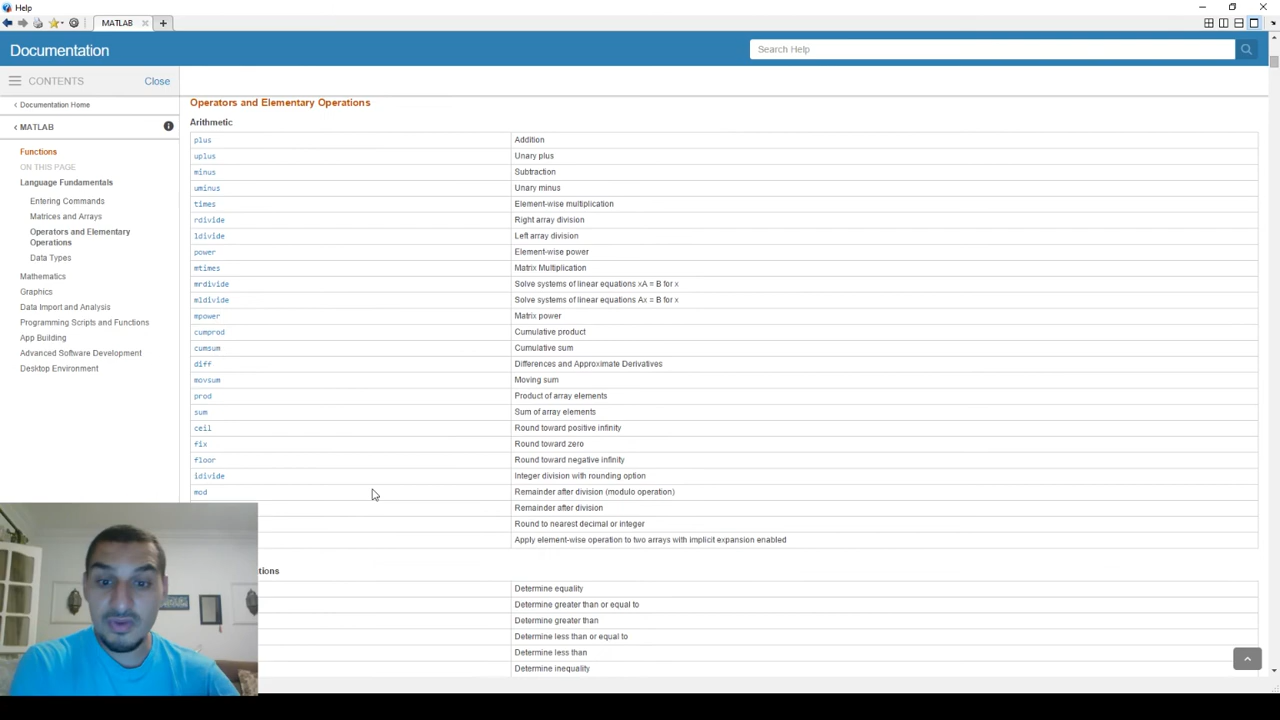 Help
MATLAB
Documentation
Search Help
CONTENTS
Close
Documentation Home
MATLAB
Functions
ON THIS PAGE
Language Fundamentals
Entering Commands
Matrices and Arrays
Operators and Elementary
Operations
Data Types
Mathematics
Graphics
Data Import and Analysis
Programming Scripts and Functions
App Building
Advanced Software Development
Desktop Environment
Operators and Elementary Operations
Arithmetic
plus Addition
uplus Unary plus
minus Subtraction
uminus Unary minus
times Element-wise multiplication
rdivide Right array division
ldivide Left array division
power Element-wise power
mtimes Matrix Multiplication
mrdivide Solve systems of linear equations xA = B for x
mldivide Solve systems of linear equations Ax = B for x
mpower Matrix power
cumprod Cumulative product
cumsum Cumulative sum
diff Differences and Approximate Derivatives
movsum Moving sum
prod Product of array elements
sum Sum of array elements
ceil Round toward positive infinity
fix Round toward zero
floor Round toward negative infinity
idivide Integer division with rounding option
mod Remainder after division (modulo operation)
Remainder after division
Round to nearest decimal or integer
Apply element-wise operation to two arrays with implicit expansion enabled
tions
Determine equality
Determine greater than or equal to
Determine greater than
Determine less than or equal to
Determine less than
Determine inequality